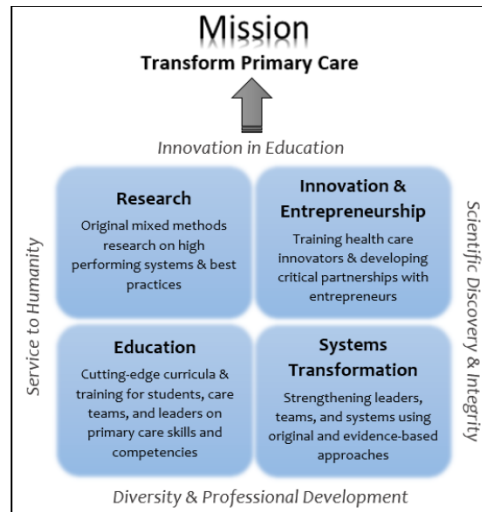 Mission
Transform Primary Care
Innovation in Education
Service to Humanity
Research
Original mixed methods
research on high
performing systems & best
practices
Innovation &
Entrepreneurship
Training health care
innovators & developing
critical partnerships with
entrepreneurs
Scientific Discovery & Integrity
Education
Cutting-edge curricula &
training for students, care
teams, and leaders on
primary care skills and
competencies
Systems
Transformation
Strengthening leaders,
teams, and systems using
original and evidence-based
approaches
Diversity & Professional Development